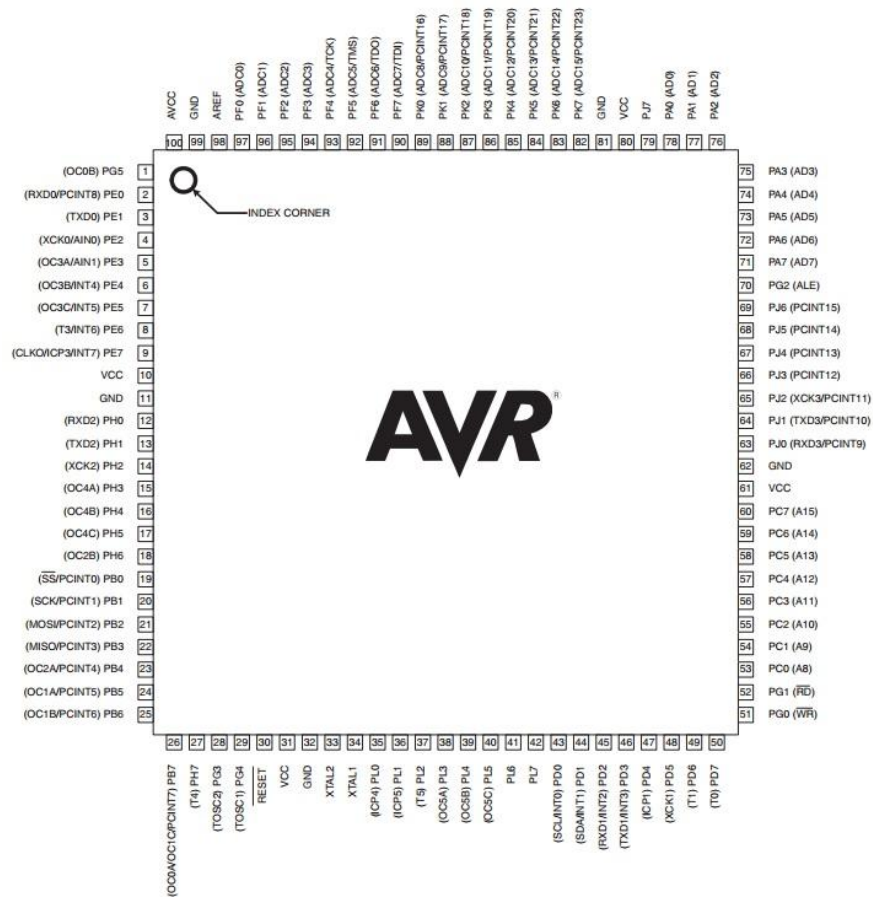 AVCC
GND
AREF
PF0 (ADC0)
PF1 (ADC1)
PF2 (ADC2)
PF3 (ADC3)
PF4 (ADC4/TCK)
PF5 (ADC5/TMS)
PF6 (ADC6/TDO)
PF7 (ADC7/TDI)
PK0 (ADC8/PCINT16)
PK1 (ADC9/PCINT17)
PK2 (ADC10/PCINT18)
PK3 (ADC11/PCINT19)
PK4 (ADC12/PCINT20)
PK5 (ADC13/PCINT21)
PK6 (ADC14/PCINT22)
PK7 (ADC15/PCINT23)
GND
VCC
PJ7
PA0 (AD0)
PA1 (AD1)
PA2 (AD2)
100 99 98 97 96 95 94 93 92 91 90 89 88 87 86 85 84 83 82 81 80 79 78 77 76
(OC0B) PG5 1
(RXD0/PCINT8) PE0 2
(TXD0) PE1 3
(XCK0/AIN0) PE2 4
(OC3A/AIN1) PE3 5
(OC3B/INT4) PE4 6
(OC3C/INT5) PE5 7
(T3/INT6) PE6 8
(CLKO/ICP3/INT7) PE7 9
VCC 10
GND 11
(RXD2) PH0 12
(TXD2) PH1 13
(XCK2) PH2 14
(OC4A) PH3 15
(OC4B) PH4 16
(OC4C) PH5 17
(OC2B) PH6 18
(SS/PCINT0) PB0 19
(SCK/PCINT1) PB1 20
(MOSI/PCINT2) PB2 21
(MISO/PCINT3) PB3 22
(OC2A/PCINT4) PB4 23
(OC1A/PCINT5) PB5 24
(OC1B/PCINT6) PB6 25
INDEX CORNER
AVR®
75 PA3 (AD3)
74 PA4 (AD4)
73 PA5 (AD5)
72 PA6 (AD6)
71 PA7 (AD7)
70 PG2 (ALE)
69 PJ6 (PCINT15)
68 PJ5 (PCINT14)
67 PJ4 (PCINT13)
66 PJ3 (PCINT12)
65 PJ2 (XCK3/PCINT11)
64 PJ1 (TXD3/PCINT10)
63 PJ0 (RXD3/PCINT9)
62 GND
61 VCC
60 PC7 (A15)
59 PC6 (A14)
58 PC5 (A13)
57 PC4 (A12)
56 PC3 (A11)
55 PC2 (A10)
54 PC1 (A9)
53 PC0 (A8)
52 PG1 (RD)
51 PG0 (WR)
26 27 28 29 30 31 32 33 34 35 36 37 38 39 40 41 42 43 44 45 46 47 48 49 50
(OC0A/OC1C/PCINT7) PB7
(T4) PH7
(TOSC2) PG3
(TOSC1) PG4
RESET
VCC
GND
XTAL2
XTAL1
(ICP4) PL0
(ICP5) PL1
(T5) PL2
(OC5A) PL3
(OC5B) PL4
(OC5C) PL5
PL6
PL7
(SCL/INT0) PD0
(SDA/INT1) PD1
(RXD1/INT2) PD2
(TXD1/INT3) PD3
(ICP1) PD4
(XCK1) PD5
(T1) PD6
(T0) PD7